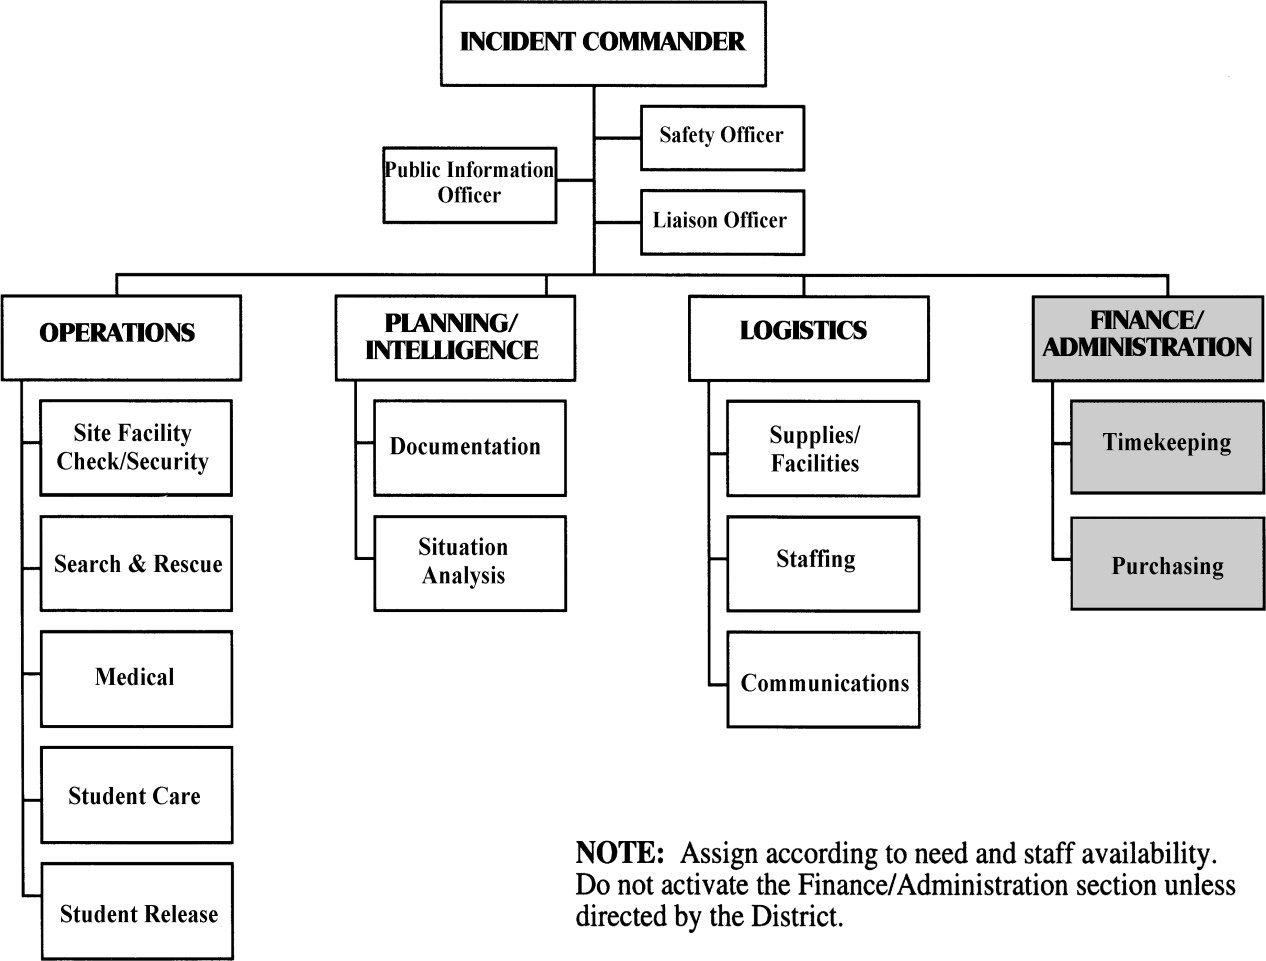 INCIDENT COMMANDER
Safety Officer
Public Information
Officer
Liaison Officer
OPERATIONS
PLANNING/
INTELLIGENCE
LOGISTICS
FINANCE/
ADMINISTRATION
Site Facility
Check/Security
Search & Rescue
Medical
Student Care
Student Release
Documentation
Situation
Analysis
Supplies/
Facilities
Staffing
Communications
Timekeeping
Purchasing
NOTE: Assign according to need and staff availability.
Do not activate the Finance/Administration section unless
directed by the District.